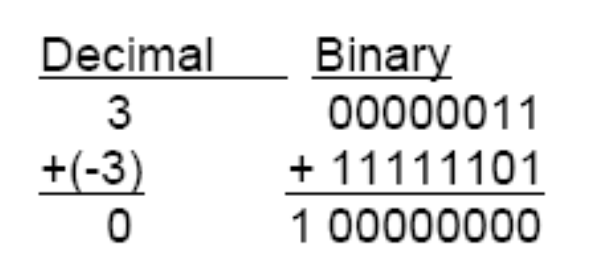 Decimal Binary
3 00000011
+(-3) + 11111101
0 1 00000000